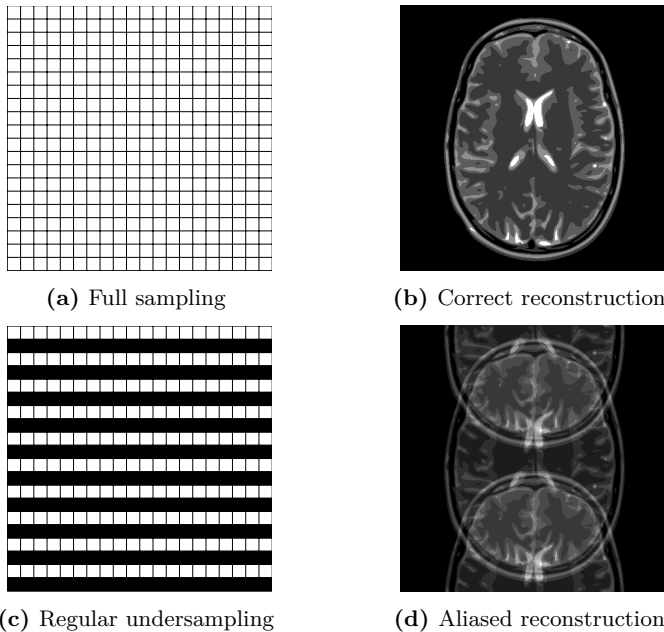 (a) Full sampling
(b) Correct reconstruction
(c) Regular undersampling
(d) Aliased reconstruction